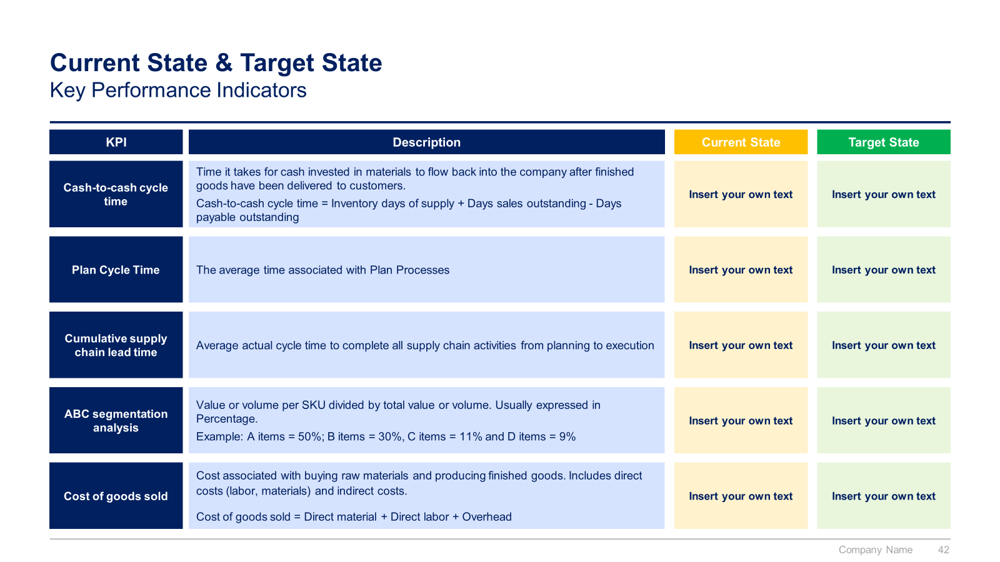 Current State & Target State
Key Performance Indicators
KPI
Description
Current State
Target State
Cash-to-cash cycle
time
Time it takes for cash invested in materials to flow back into the company after finished
goods have been delivered to customers.
Cash-to-cash cycle time = Inventory days of supply + Days sales outstanding - Days
payable outstanding
Insert your own text
Insert your own text
Plan Cycle Time
The average time associated with Plan Processes
Insert your own text
Insert your own text
Cumulative supply
chain lead time
Average actual cycle time to complete all supply chain activities from planning to execution
Insert your own text
Insert your own text
ABC segmentation
analysis
Value or volume per SKU divided by total value or volume. Usually expressed in
Percentage.
Example: A items = 50%; B items = 30%, C items = 11% and D items = 9%
Insert your own text
Insert your own text
Cost of goods sold
Cost associated with buying raw materials and producing finished goods. Includes direct
costs (labor, materials) and indirect costs.
Cost of goods sold = Direct material + Direct labor + Overhead
Insert your own text
Insert your own text
Company Name
42